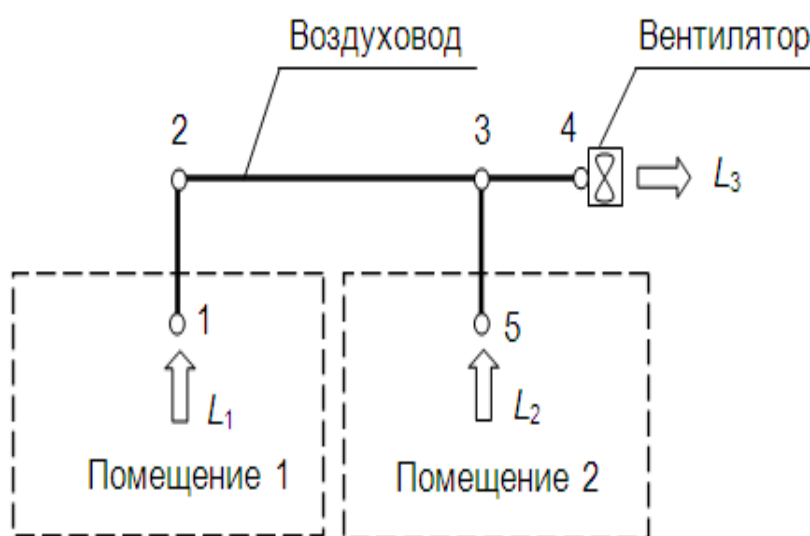 Воздуховод
Вентилятор
2
3
4
L3
1
5
L1
L2
Помещение 1
Помещение 2